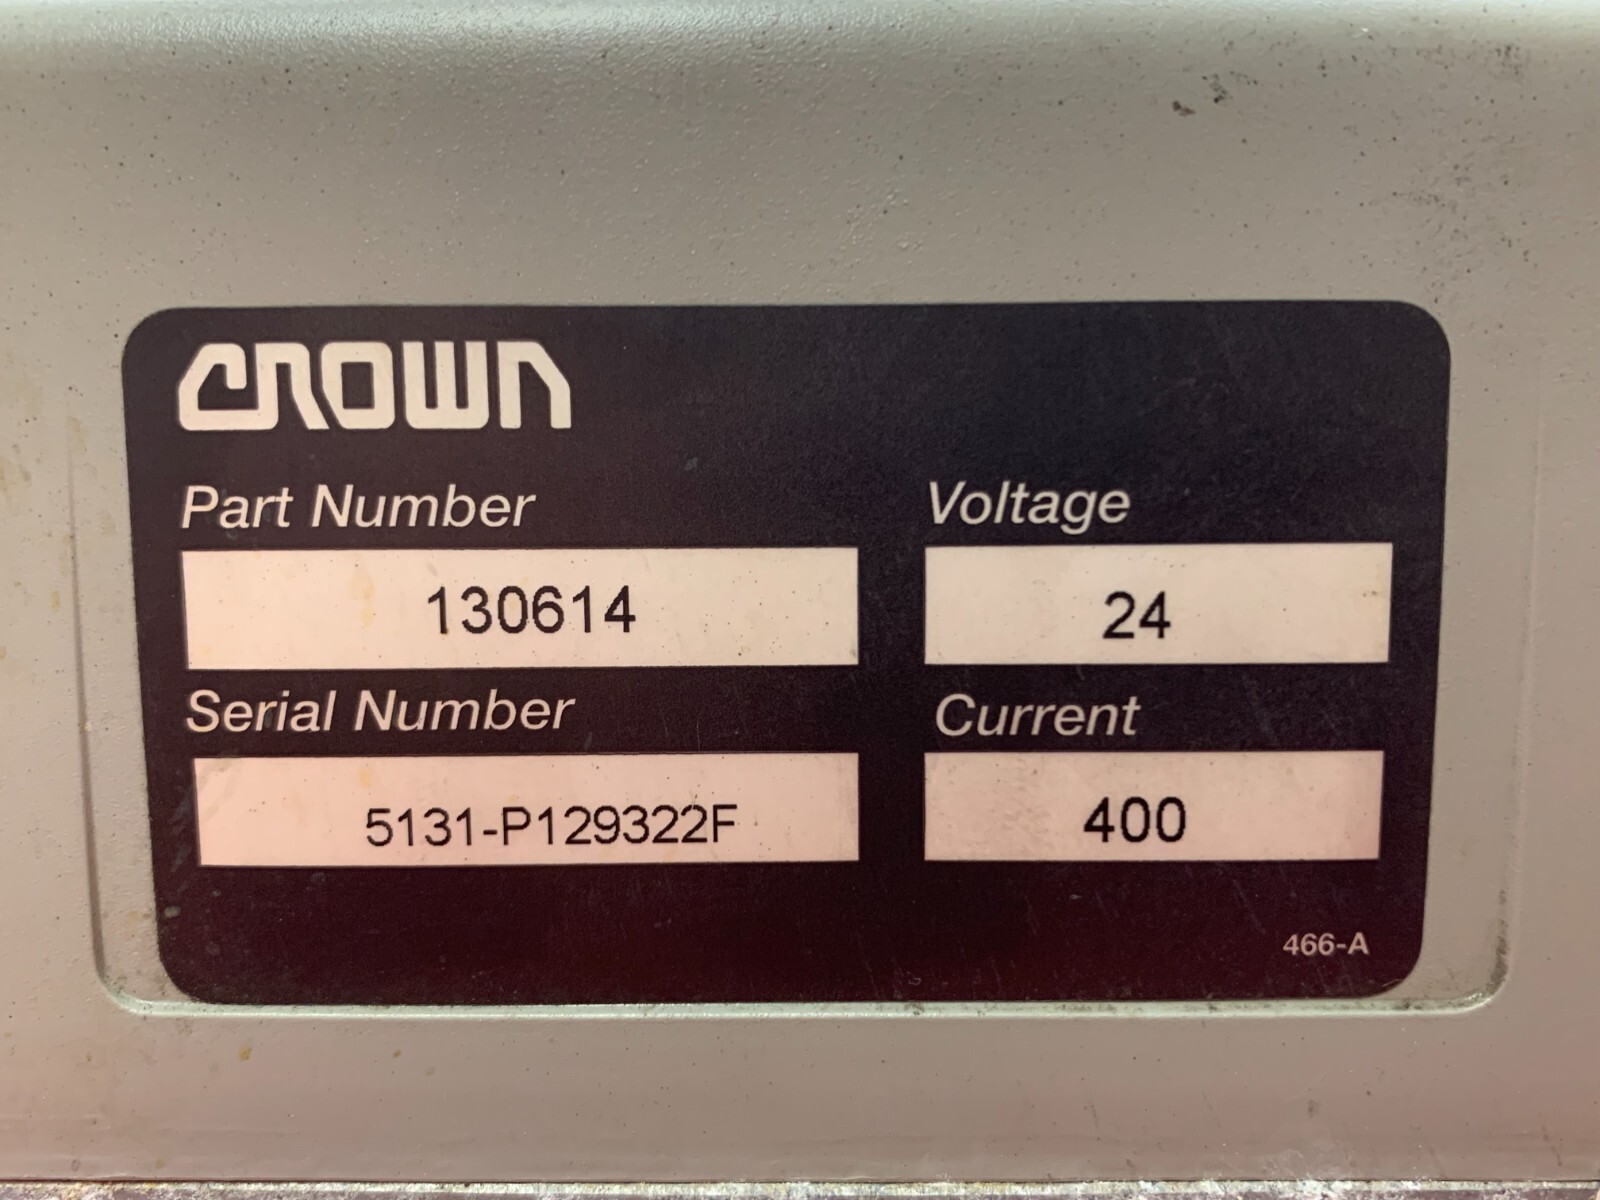 CROWN
Part Number
130614
Voltage
24
Serial Number
5131-P129322F
Current
400
466-A